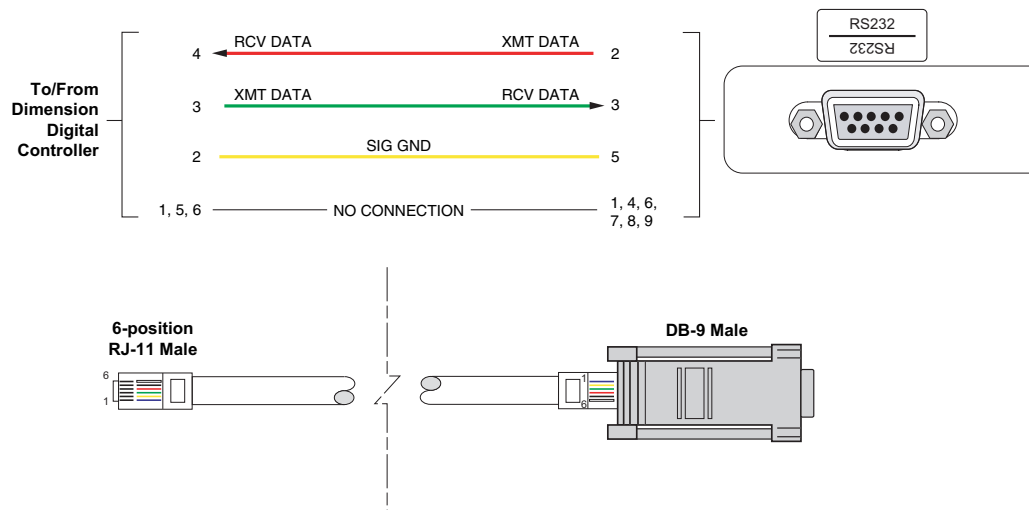 RS232
RS232
RCV DATA
XMT DATA
4
2
To/From
Dimension
Digital
Controller
XMT DATA
RCV DATA
3
3
SIG GND
2
5
1, 5, 6
NO CONNECTION
1, 4, 6,
7, 8, 9
6-position
RJ-11 Male
DB-9 Male
6
1
1
6